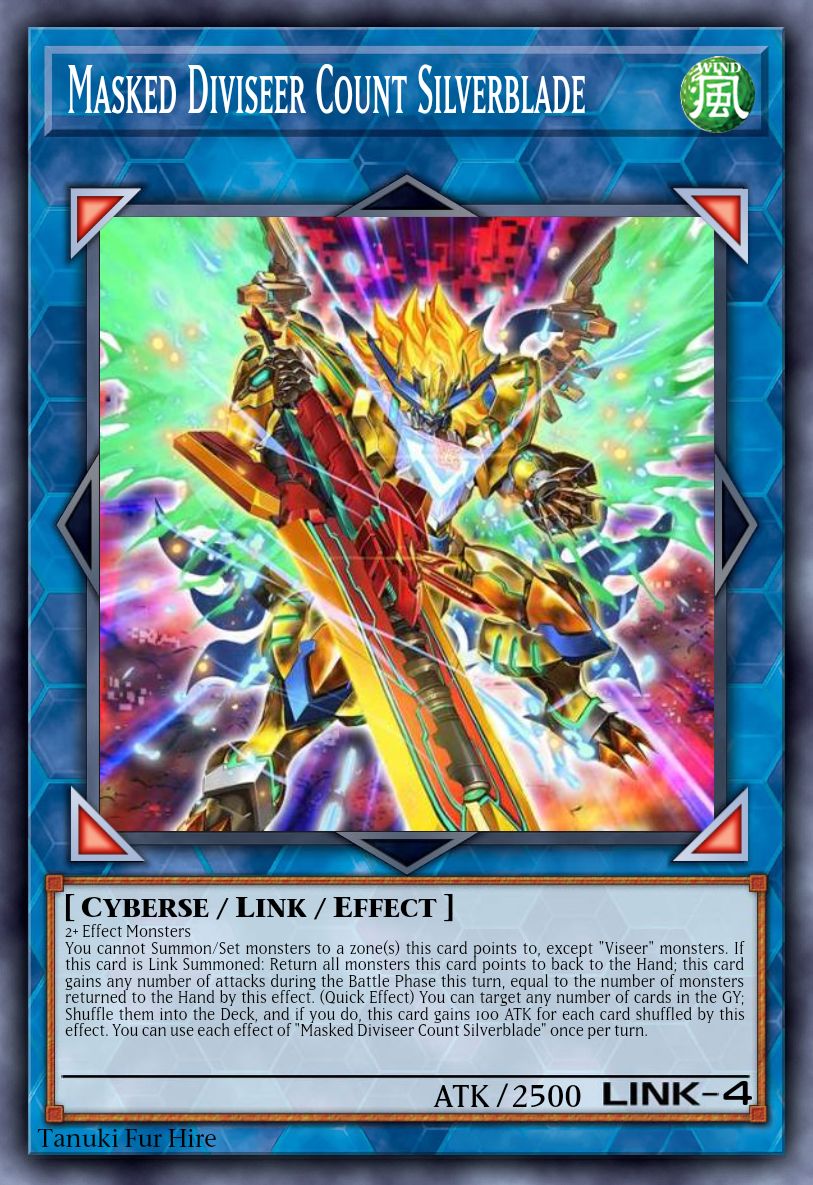 Masked Diviseer Count Silverblade
WIND
風
[ Cyberse / Link / Effect ]
2+ Effect Monsters
You cannot Summon/Set monsters to a zone(s) this card points to, except "Viseer" monsters. If
this card is Link Summoned: Return all monsters this card points to back to the Hand; this card
gains any number of attacks during the Battle Phase this turn, equal to the number of monsters
returned to the Hand by this effect. (Quick Effect) You can target any number of cards in the GY;
Shuffle them into the Deck, and if you do, this card gains 100 ATK for each card shuffled by this
effect. You can use each effect of "Masked Diviseer Count Silverblade" once per turn.
ATK / 2500 LINK-4
Tanuki Fur Hire